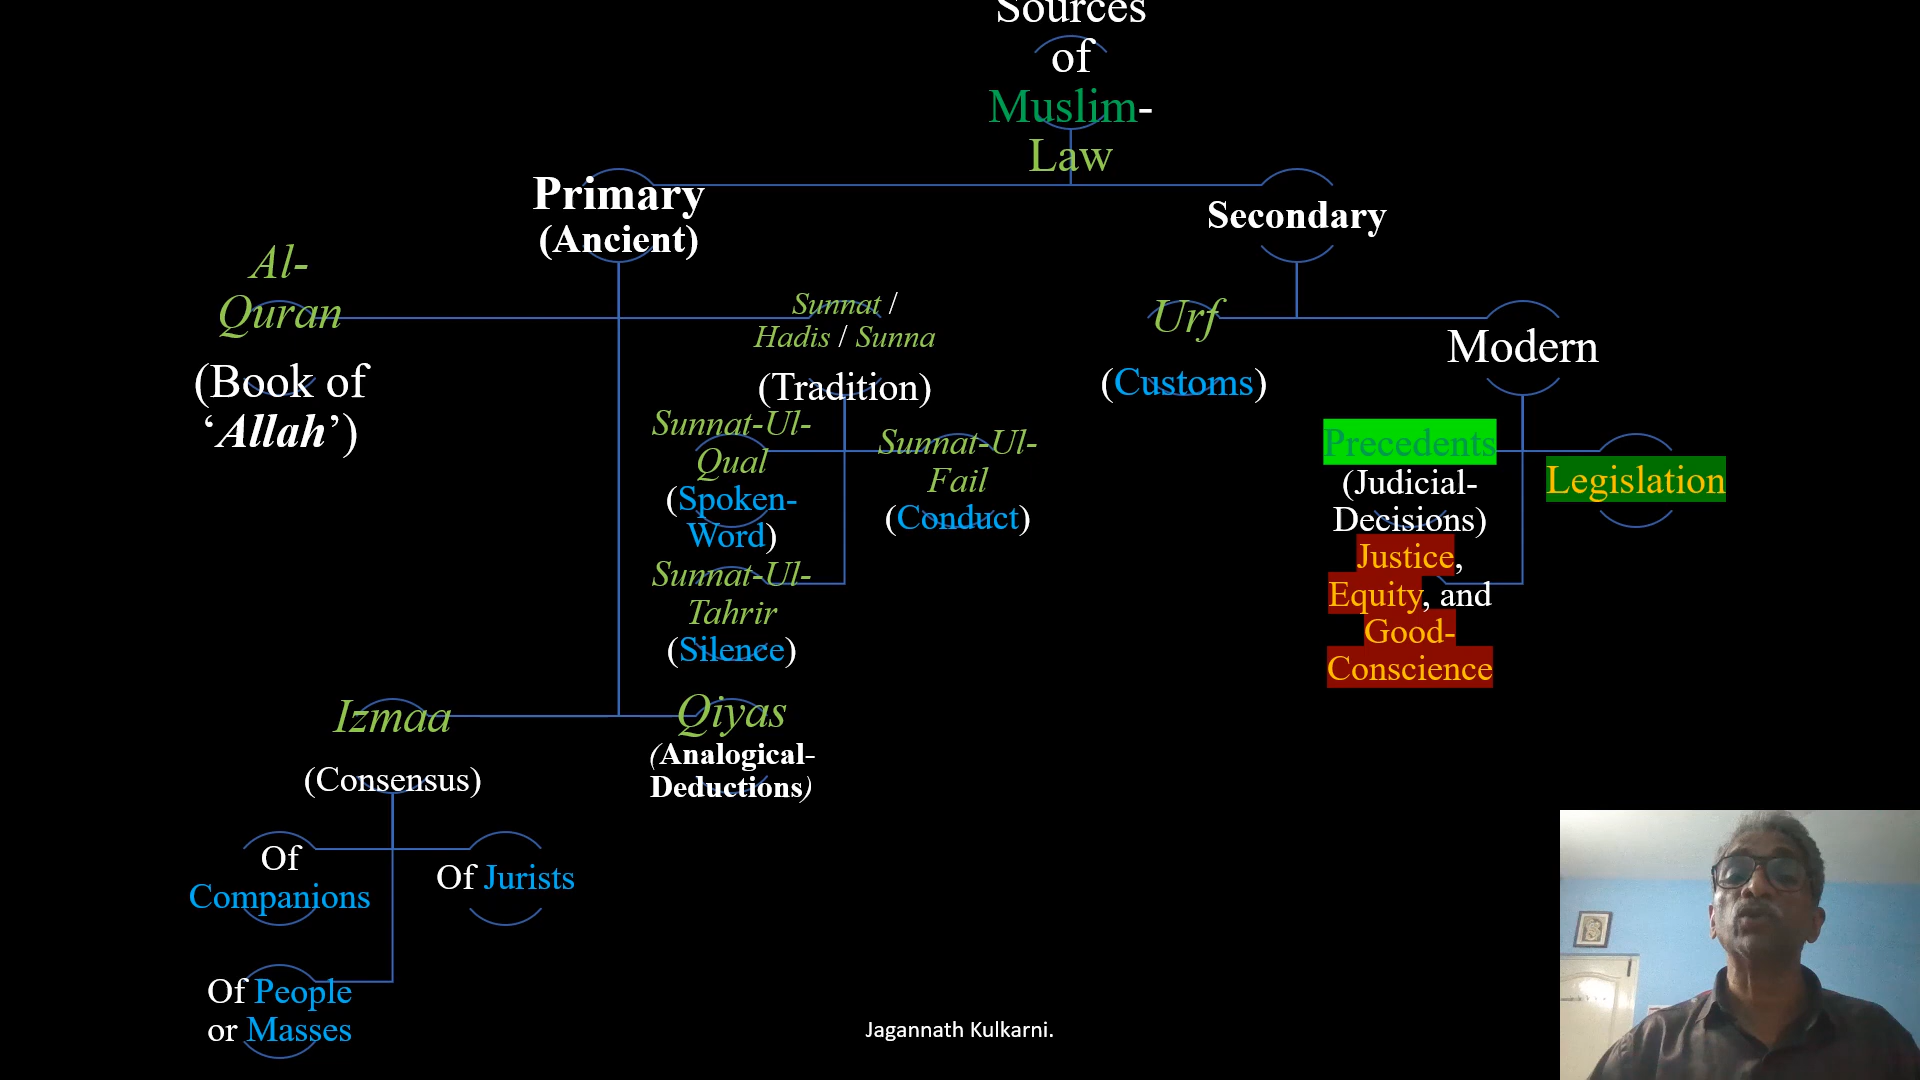 Sources
of
Muslim-
Law
Primary
(Ancient)
Secondary
Al-
Quran
(Book of
‘Allah’)
Sunnat /
Hadis / Sunna
(Tradition)
Sunnat-Ul-
Qual
(Spoken-
Word)
Sunnat-Ul-
Fail
(Conduct)
Sunnat-Ul-
Tahrir
(Silence)
Izmaa
(Consensus)
Of
Companions
Of Jurists
Of People
or Masses
Qiyas
(Analogical-
Deductions)
Urf
(Customs)
Modern
Precedents
(Judicial-
Decisions)
Legislation
Justice,
Equity, and
Good-
Conscience
Jagannath Kulkarni.